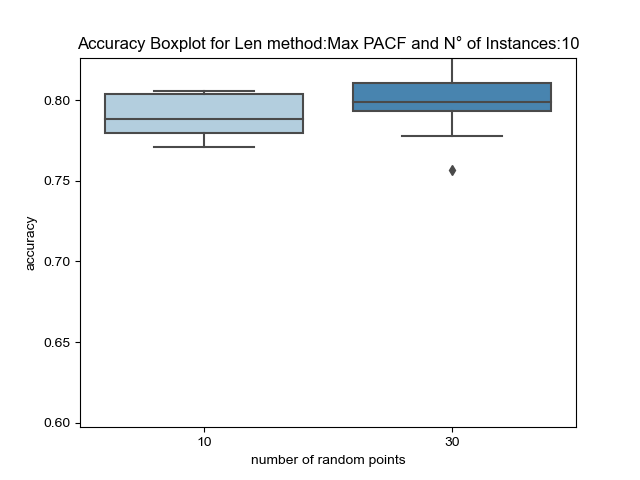 Accuracy Boxplot for Len method:Max PACF and N° of Instances:10
0.80
0.75
0.70
0.65
0.60
accuracy
10
30
number of random points